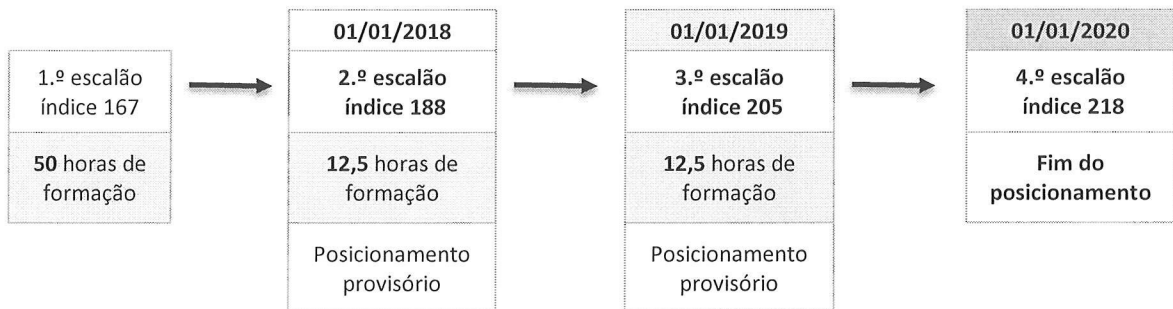 1.º escalão
índice 167
50 horas de
formação
01/01/2018
2.º escalão
índice 188
12,5 horas de
formação
Posicionamento
provisório
01/01/2019
3.º escalão
índice 205
12,5 horas de
formação
Posicionamento
provisório
01/01/2020
4.º escalão
índice 218
Fim do
posicionamento